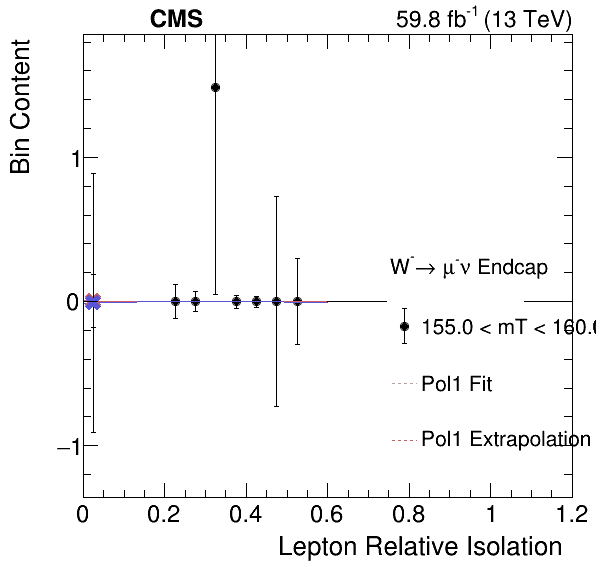 CMS
59.8 fb⁻¹ (13 TeV)
Bin Content
1
0
−1
W⁻→ μ⁻ν Endcap
155.0 < mT < 160.0
Pol1 Fit
Pol1 Extrapolation
0 0.2 0.4 0.6 0.8 1 1.2
Lepton Relative Isolation